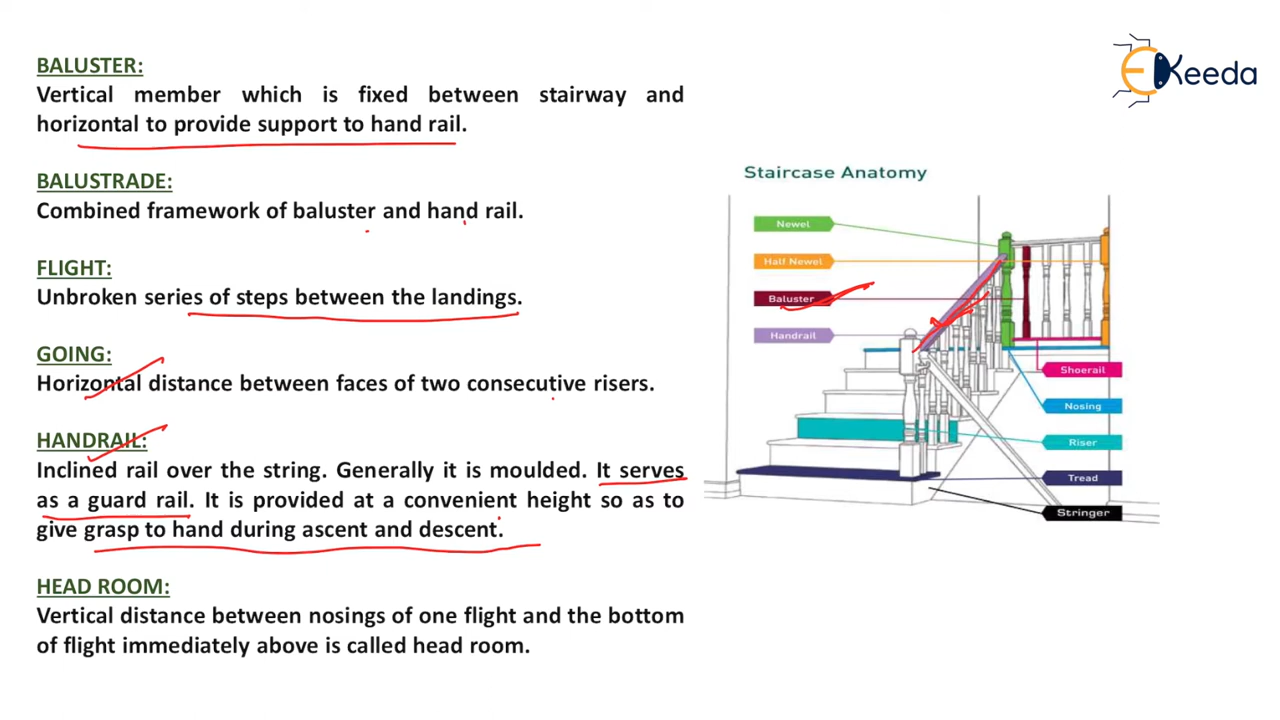 BALUSTER:
Vertical member which is fixed between stairway and
horizontal to provide support to hand rail.
BALUSTRADE:
Combined framework of baluster and hand rail.
FLIGHT:
Unbroken series of steps between the landings.
GOING:
Horizontal distance between faces of two consecutive risers.
HANDRAIL:
Inclined rail over the string. Generally it is moulded. It serves
as a guard rail. It is provided at a convenient height so as to
give grasp to hand during ascent and descent.
HEAD ROOM:
Vertical distance between nosings of one flight and the bottom
of flight immediately above is called head room.
EKeeda
Staircase Anatomy
Newel
Half Newel
Baluster
Handrail
Shoerail
Nosing
Riser
Tread
Stringer